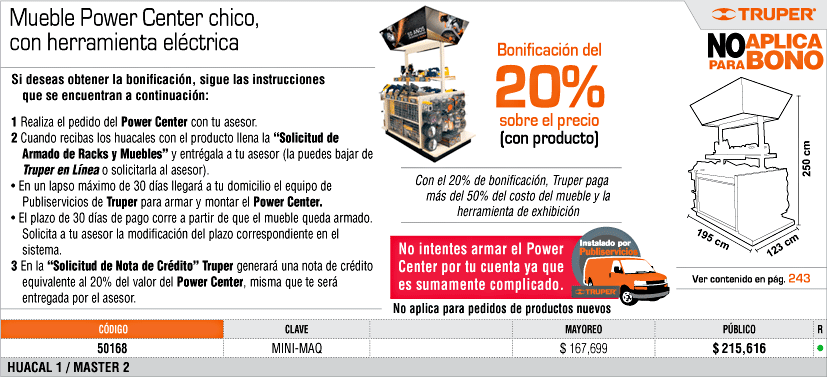 Mueble Power Center chico,
con herramienta eléctrica
Si deseas obtener la bonificación, sigue las instrucciones
que se encuentran a continuación:
1 Realiza el pedido del Power Center con tu asesor.
2 Cuando recibas los huacales con el producto llena la “Solicitud de
Armado de Racks y Muebles” y entrégala a tu asesor (la puedes bajar de
Truper en Línea o solicitarla al asesor).
• En un lapso máximo de 30 días llegará a tu domicilio el equipo de
Publiservicios de Truper para armar y montar el Power Center.
• El plazo de 30 días de pago corre a partir de que el mueble queda armado.
Solicita a tu asesor la modificación del plazo correspondiente en el
sistema.
3 En la “Solicitud de Nota de Crédito” Truper generará una nota de crédito
equivalente al 20% del valor del Power Center, misma que te será
entregada por el asesor.
Bonificación del
20%
sobre el precio
(con producto)
Con el 20% de bonificación, Truper paga
más del 50% del costo del mueble y la
herramienta de exhibición
No intentes armar el Power
Center por tu cuenta ya que
es sumamente complicado.
Instalado por
Publiservicios
TRUPER
No aplica para pedidos de productos nuevos
TRUPER®
NO APLICA
PARA BONO
250 cm
195 cm
123 cm
Ver contenido en pág. 243
CÓDIGO CLAVE MAYOREO PÚBLICO R
50168 MINI-MAQ $ 167,699 $ 215,616
HUACAL 1 / MASTER 2